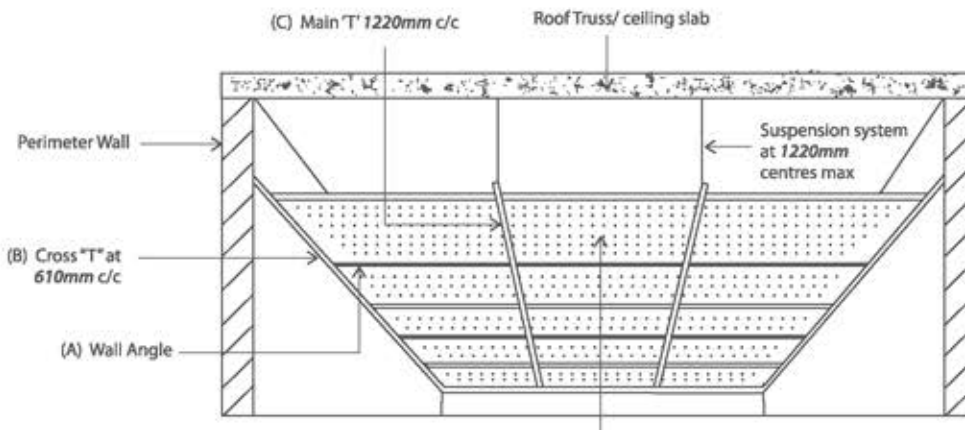 (C) Main 'T' 1220mm c/c
Roof Truss/ ceiling slab
Perimeter Wall
Suspension system
at 1220mm
centres max
(B) Cross "T" at
610mm c/c
(A) Wall Angle